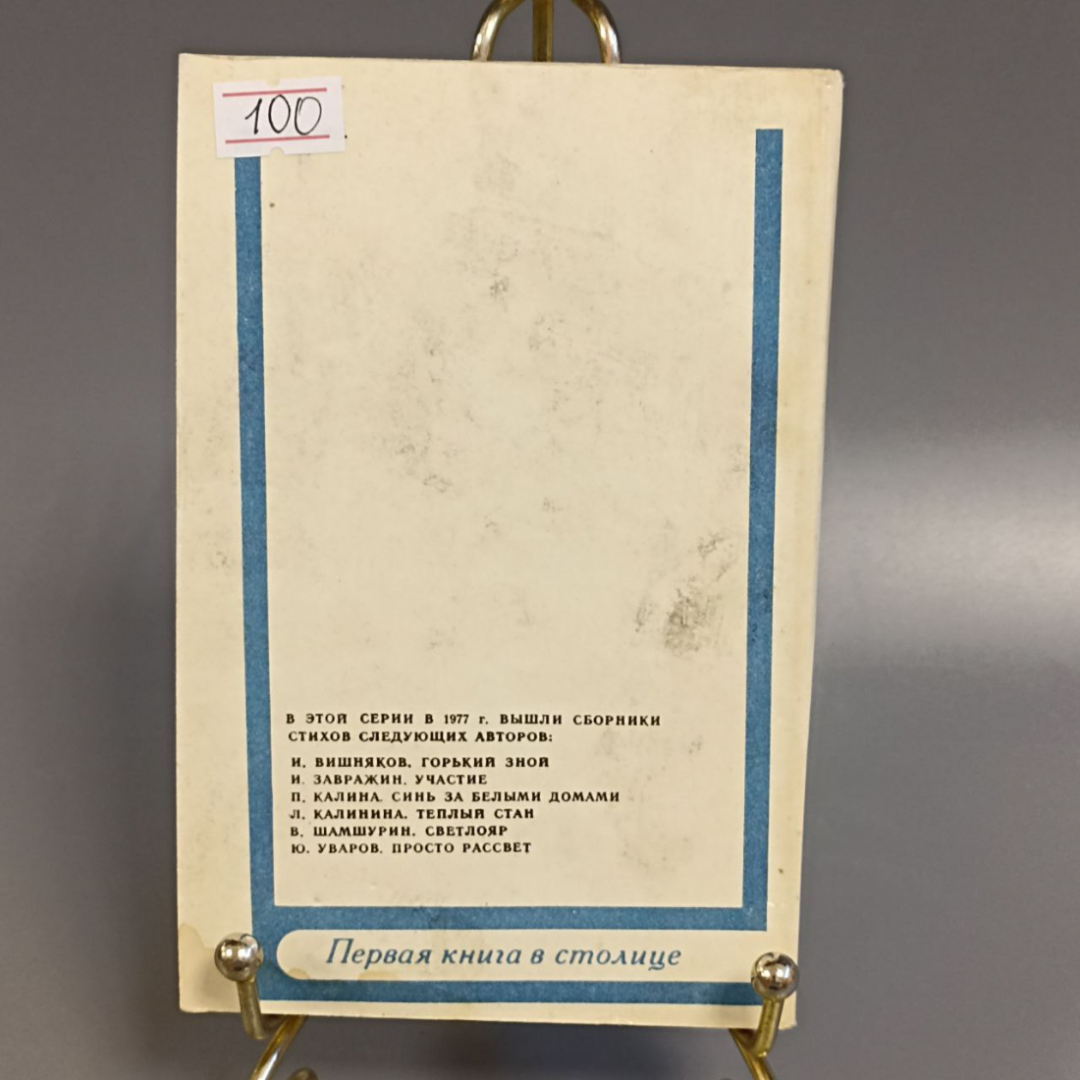 100
В ЭТОЙ СЕРИИ В 1977 г. ВЫШЛИ СБОРНИКИ
СТИХОВ СЛЕДУЮЩИХ АВТОРОВ:
И. ВИШНЯКОВ. ГОРЬКИЙ ЗНОЙ
И. ЗАВРАЖИН. УЧАСТИЕ
П. КАЛИНА. СИНЬ ЗА БЕЛЫМИ ДОМАМИ
Л. КАЛИНИНА. ТЕПЛЫЙ СТАН
В. ШАМШУРИН. СВЕТЛОЯР
Ю. УВАРОВ. ПРОСТО РАССВЕТ
Первая книга в столице